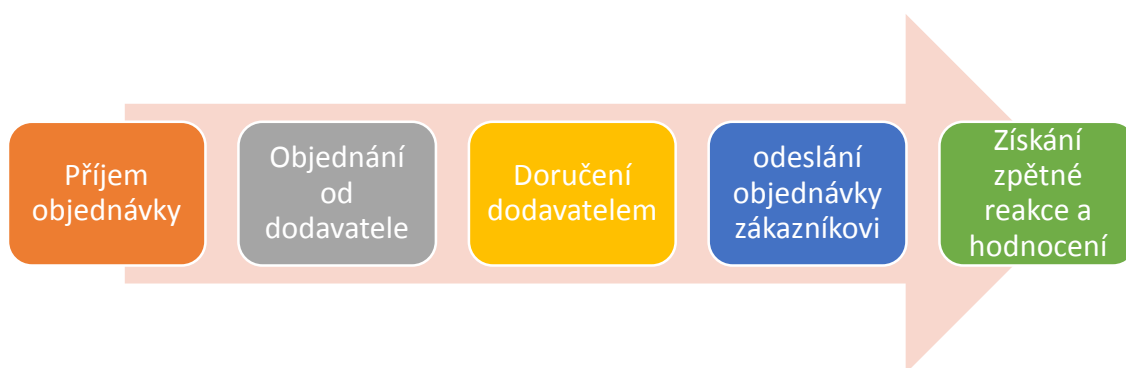 Příjem
objednávky
Objednání
od
dodavatele
Doručení
dodavatelem
odeslání
objednávky
zákazníkovi
Získání
zpětné
reakce a
hodnocení